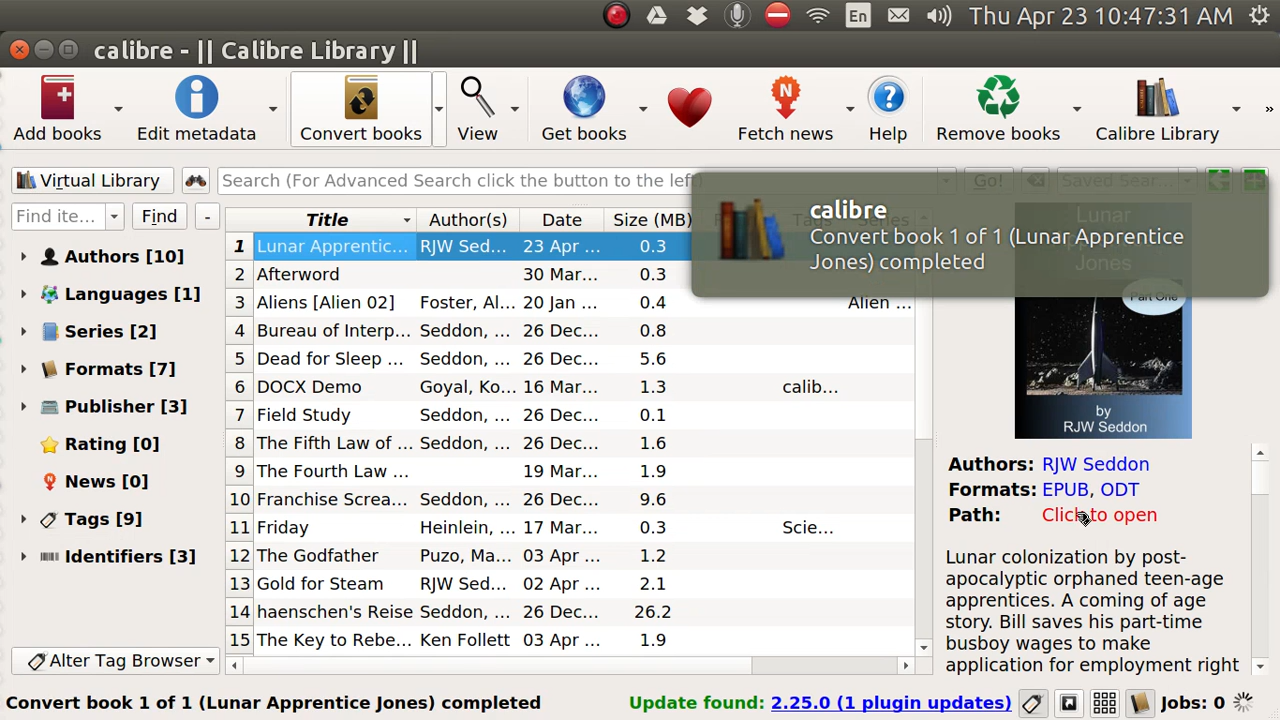 En
Thu Apr 23 10:47:31 AM
calibre - || Calibre Library ||
Add books
Edit metadata
Convert books
View
Get books
Fetch news
Help
Remove books
Calibre Library
»
Virtual Library
Search (For Advanced Search click the button to the left)
Go!
Saved Sear...
Find ite...
Find
-
Title
Author(s)
Date
Size (MB)
calibre
Convert book 1 of 1 (Lunar Apprentice
Jones) completed
Authors [10]
Languages [1]
Series [2]
Formats [7]
Publisher [3]
Rating [0]
News [0]
Tags [9]
Identifiers [3]
Alter Tag Browser
1 Lunar Apprentic... RJW Sed... 23 Apr ... 0.3
2 Afterword 30 Mar... 0.3
3 Aliens [Alien 02] Foster, Al... 20 Jan ... 0.4 Alien ...
4 Bureau of Interp... Seddon, ... 26 Dec... 0.8
5 Dead for Sleep ... Seddon, ... 26 Dec... 5.6
6 DOCX Demo Goyal, Ko... 16 Mar... 1.3 calib...
7 Field Study Seddon, ... 26 Dec... 0.1
8 The Fifth Law of ... Seddon, ... 26 Dec... 1.6
9 The Fourth Law ... 19 Mar... 1.9
10 Franchise Screa... Seddon, ... 26 Dec... 9.6
11 Friday Heinlein, ... 17 Mar... 0.3 Scie...
12 The Godfather Puzo, Ma... 03 Apr ... 1.2
13 Gold for Steam RJW Sed... 02 Apr ... 2.1
14 haenschen's Reise Seddon, ... 26 Dec... 26.2
15 The Key to Rebe... Ken Follett 03 Apr ... 1.9
Lunar
Jones
Part One
by
RJW Seddon
Authors: RJW Seddon
Formats: EPUB, ODT
Path: Click to open
Lunar colonization by post-
apocalyptic orphaned teen-age
apprentices. A coming of age
story. Bill saves his part-time
busboy wages to make
application for employment right
Convert book 1 of 1 (Lunar Apprentice Jones) completed
Update found: 2.25.0 (1 plugin updates)
Jobs: 0